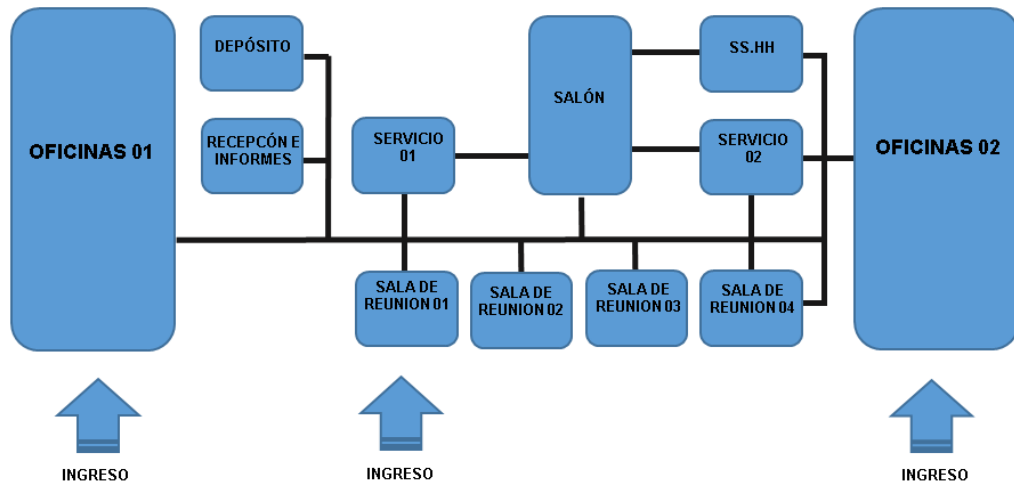 OFICINAS 01
DEPÓSITO
RECEPCÓN E
INFORMES
SERVICIO
01
SALÓN
SS.HH
SERVICIO
02
OFICINAS 02
SALA DE
REUNION 01
SALA DE
REUNION 02
SALA DE
REUNION 03
SALA DE
REUNION 04
INGRESO
INGRESO
INGRESO